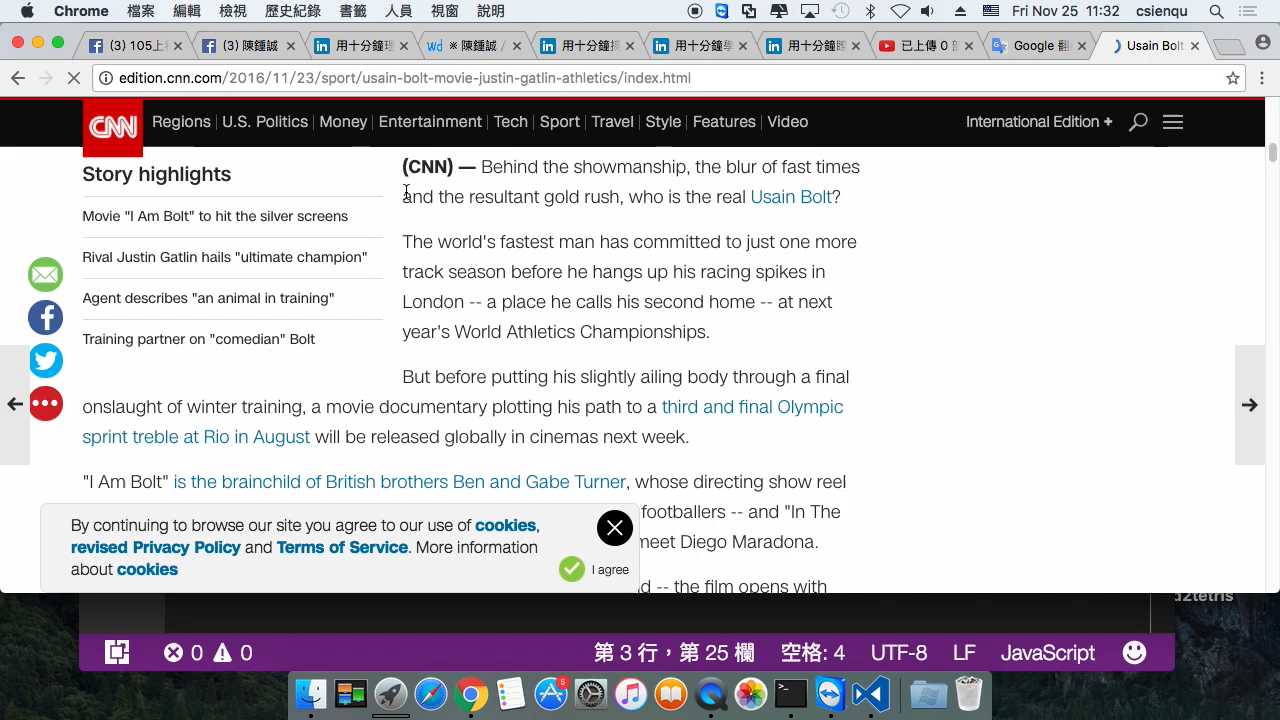 Chrome 檔案 編輯 檢視 歷史紀錄 書籤 人員 視窗 說明 Fri Nov 25 11:32 csienqu
(3) 105上 (3) 陳鍾誠 用十分鐘理 ※ 陳鍾誠 / 用十分鐘 用十分鐘 用十分鐘 已上傳 0 Google 翻 Usain Bolt
edition.cnn.com/2016/11/23/sport/usain-bolt-movie-justin-gatlin-athletics/index.html
CNN Regions U.S. Politics Money Entertainment Tech Sport Travel Style Features Video International Edition +
Story highlights
Movie "I Am Bolt" to hit the silver screens
Rival Justin Gatlin hails "ultimate champion"
Agent describes "an animal in training"
Training partner on "comedian" Bolt
(CNN) — Behind the showmanship, the blur of fast times
and the resultant gold rush, who is the real Usain Bolt?
The world's fastest man has committed to just one more
track season before he hangs up his racing spikes in
London -- a place he calls his second home -- at next
year's World Athletics Championships.
But before putting his slightly ailing body through a final
onslaught of winter training, a movie documentary plotting his path to a third and final Olympic
sprint treble at Rio in August will be released globally in cinemas next week.
"I Am Bolt" is the brainchild of British brothers Ben and Gabe Turner, whose directing show reel
footballers -- and "In The
meet Diego Maradona.
-- the film opens with
By continuing to browse our site you agree to our use of cookies,
revised Privacy Policy and Terms of Service. More information
about cookies
I agree
0 0 第 3 行，第 25 欄 空格: 4 UTF-8 LF JavaScript
5